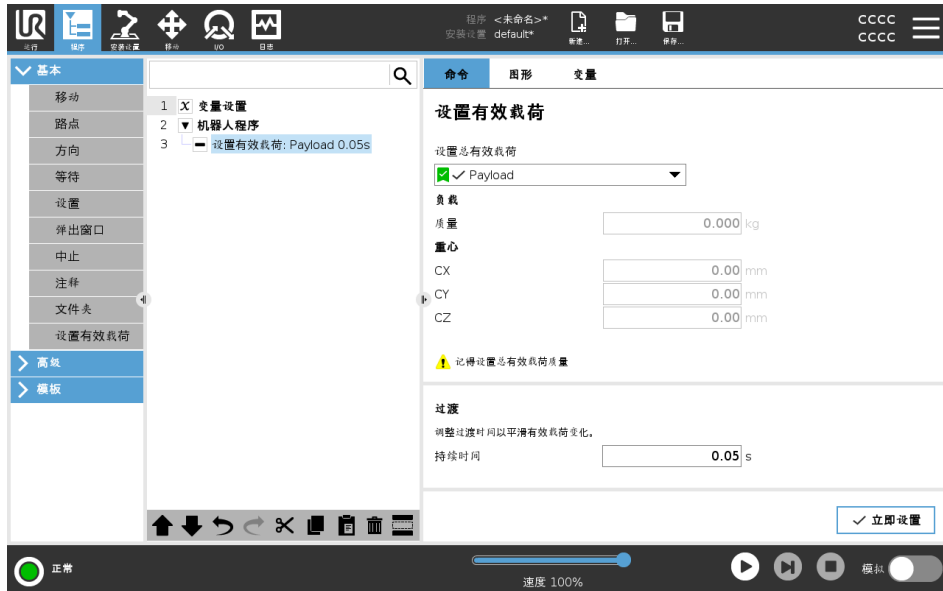 程序 <未命名>*
安装设置 default*
CCCC
CCCC
运行
程序
安装设置
移动
I/O
日志
新建...
打开...
保存...
基本
移动
路点
方向
等待
设置
弹出窗口
中止
注释
文件夹
设置有效载荷
高级
模板
1 X 变量设置
2 机器人程序
3 设置有效载荷: Payload 0.05s
命令
图形
变量
设置有效载荷
设置总有效载荷
Payload
负载
质量 0.000 kg
重心
CX 0.00 mm
CY 0.00 mm
CZ 0.00 mm
记得设置总有效载荷质量
过渡
调整过渡时间以平滑有效载荷变化。
持续时间 0.05 s
立即设置
正常
速度 100%
模拟